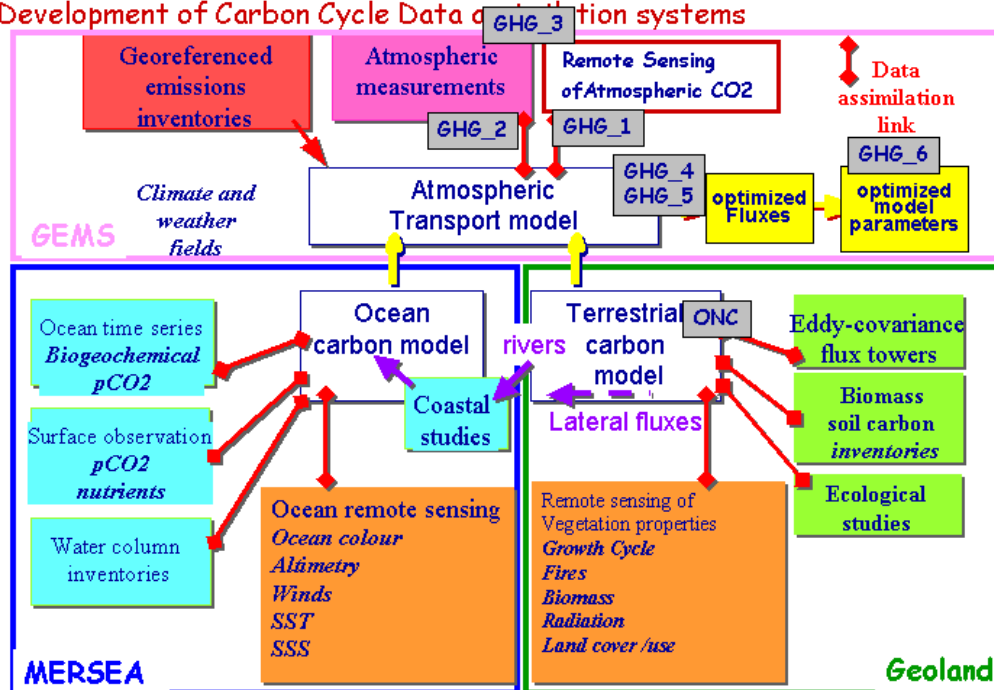 Development of Carbon Cycle Data
systems
GHG_3
Georeferenced
emissions
inventories
Atmospheric
measurements
Remote Sensing
of Atmospheric CO2
Data
assimilation
link
GHG_2
GHG_1
GHG_6
Climate and
weather
fields
GEMS
Atmospheric
Transport model
GHG_4
GHG_5
optimized
Fluxes
optimized
model
parameters
Ocean time series
Biogeochemical
pCO2
Ocean
carbon model
rivers
Terrestrial
carbon
model
ONC
Eddy-covariance
flux towers
Coastal
studies
Lateral fluxes
Biomass
soil carbon
inventories
Surface observation
pCO2
nutrients
Ecological
studies
Water column
inventories
Ocean remote sensing
Ocean colour
Altimetry
Winds
SST
SSS
Remote sensing of
Vegetation properties
Growth Cycle
Fires
Biomass
Radiation
Land cover /use
MERSEA
Geoland